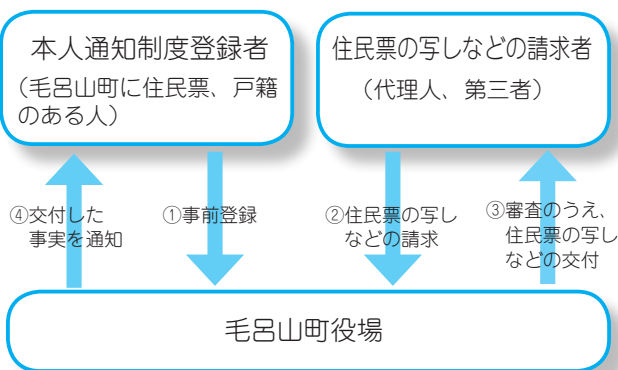 本人通知制度登録者
（毛呂山町に住民票、戸籍
のある人）
住民票の写しなどの請求者
（代理人、第三者）
④交付した
事実を通知
①事前登録
②住民票の写し
などの請求
③審査のうえ、
住民票の写し
などの交付
毛呂山町役場